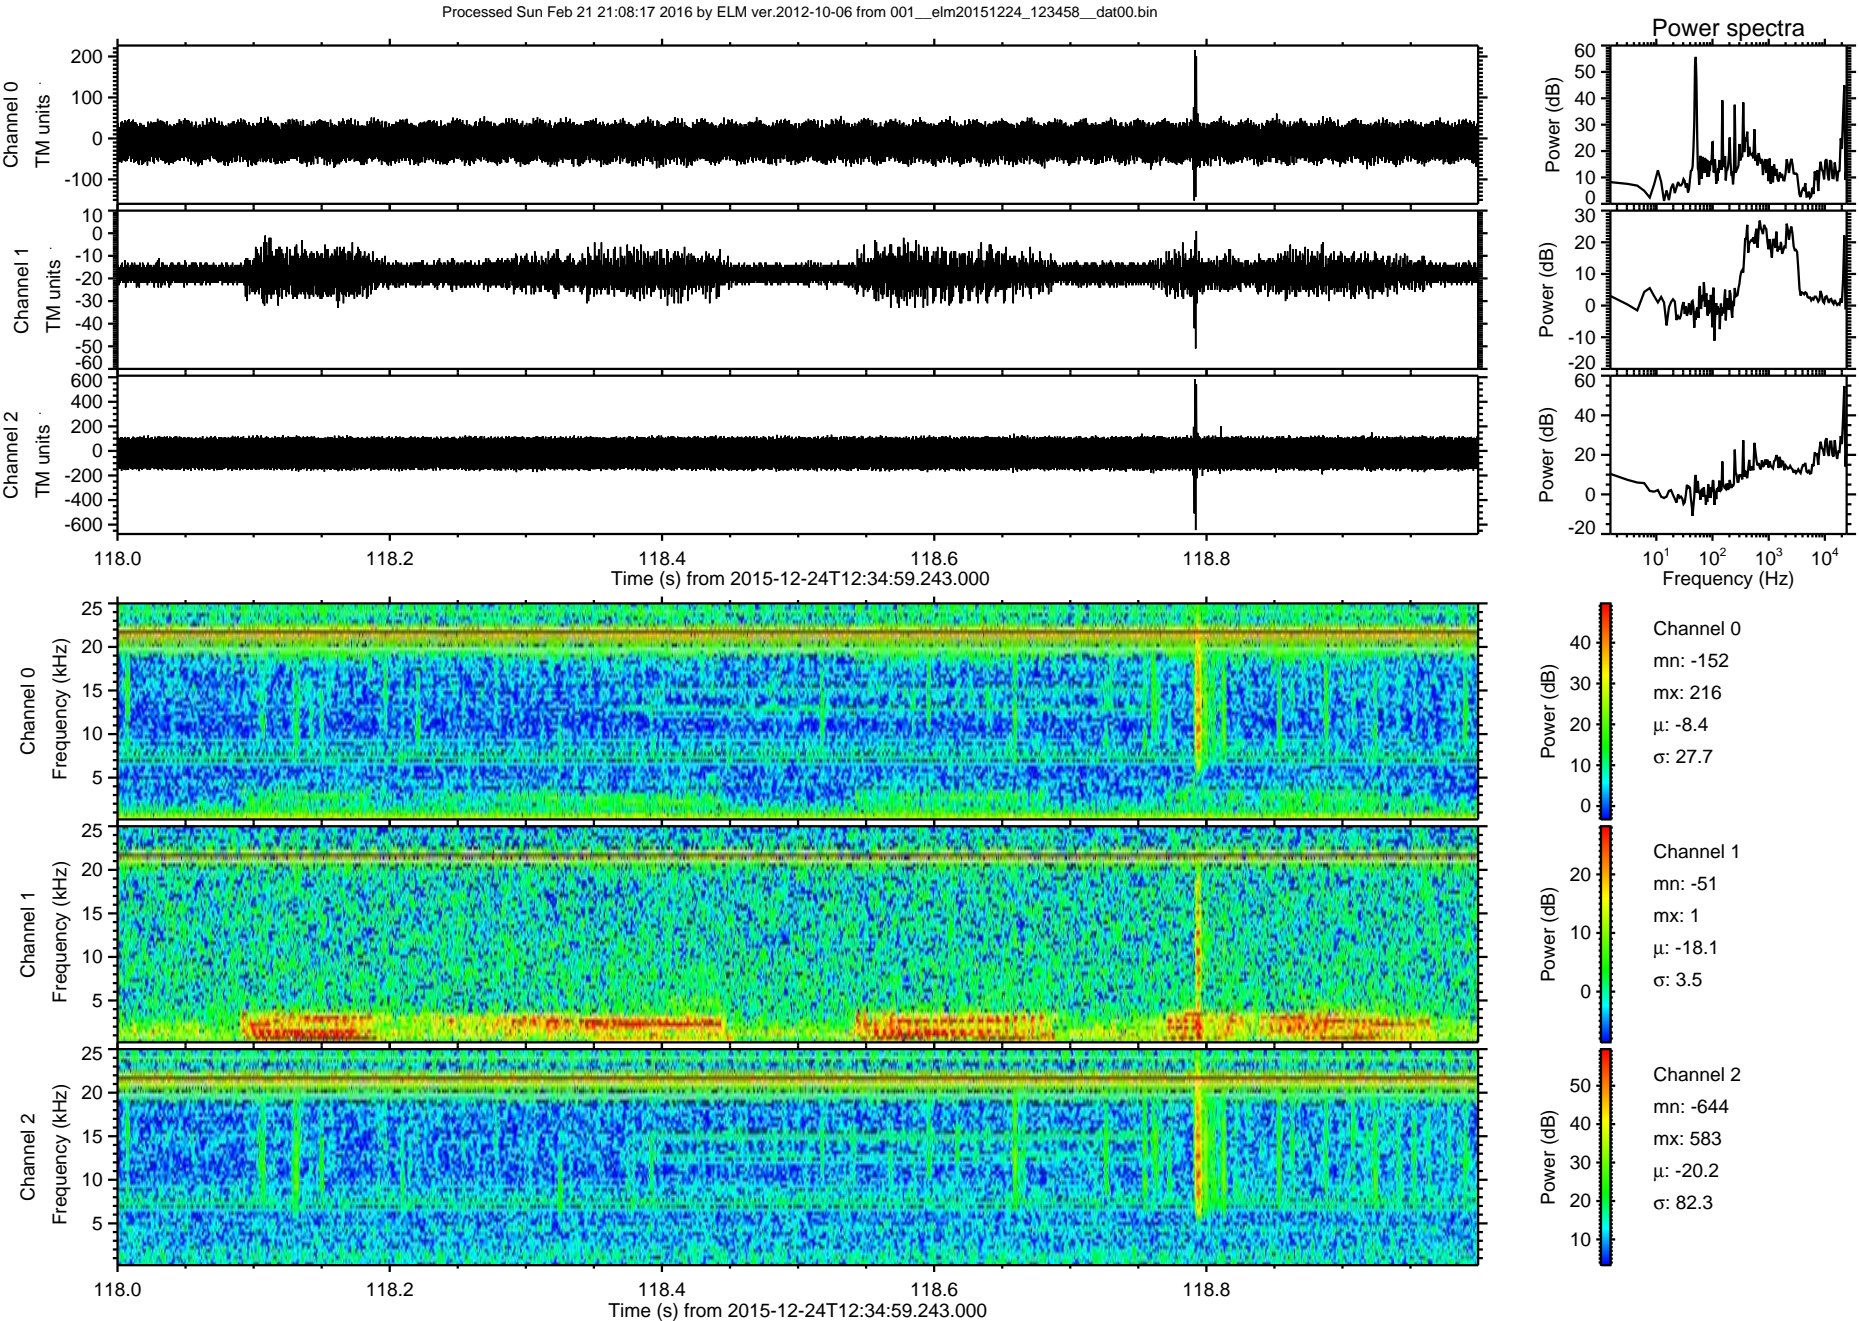 Processed Sun Feb 21 21:08:17 2016 by ELM ver.2012-10-06 from 001__elm20151224_123458__dat00.bin
Power spectra
Channel 0
TM units
200
100
0
-100
Power (dB)
60
50
40
30
20
10
0
Channel 1
TM units
10
0
-10
-20
-30
-40
-50
-60
Power (dB)
30
20
10
0
-10
-20
Channel 2
TM units
600
400
200
0
-200
-400
-600
Power (dB)
60
40
20
0
-20
118.0 118.2 118.4 118.6 118.8
Time (s) from 2015-12-24T12:34:59.243.000
10¹ 10² 10³ 10⁴
Frequency (Hz)
Channel 0
Frequency (kHz)
25
20
15
10
5
Power (dB)
40
30
20
10
0
Channel 0
mn: -152
mx: 216
μ: -8.4
σ: 27.7
Channel 1
Frequency (kHz)
25
20
15
10
5
Power (dB)
20
10
0
Channel 1
mn: -51
mx: 1
μ: -18.1
σ: 3.5
Channel 2
Frequency (kHz)
25
20
15
10
5
Power (dB)
50
40
30
20
10
Channel 2
mn: -644
mx: 583
μ: -20.2
σ: 82.3
118.0 118.2 118.4 118.6 118.8
Time (s) from 2015-12-24T12:34:59.243.000